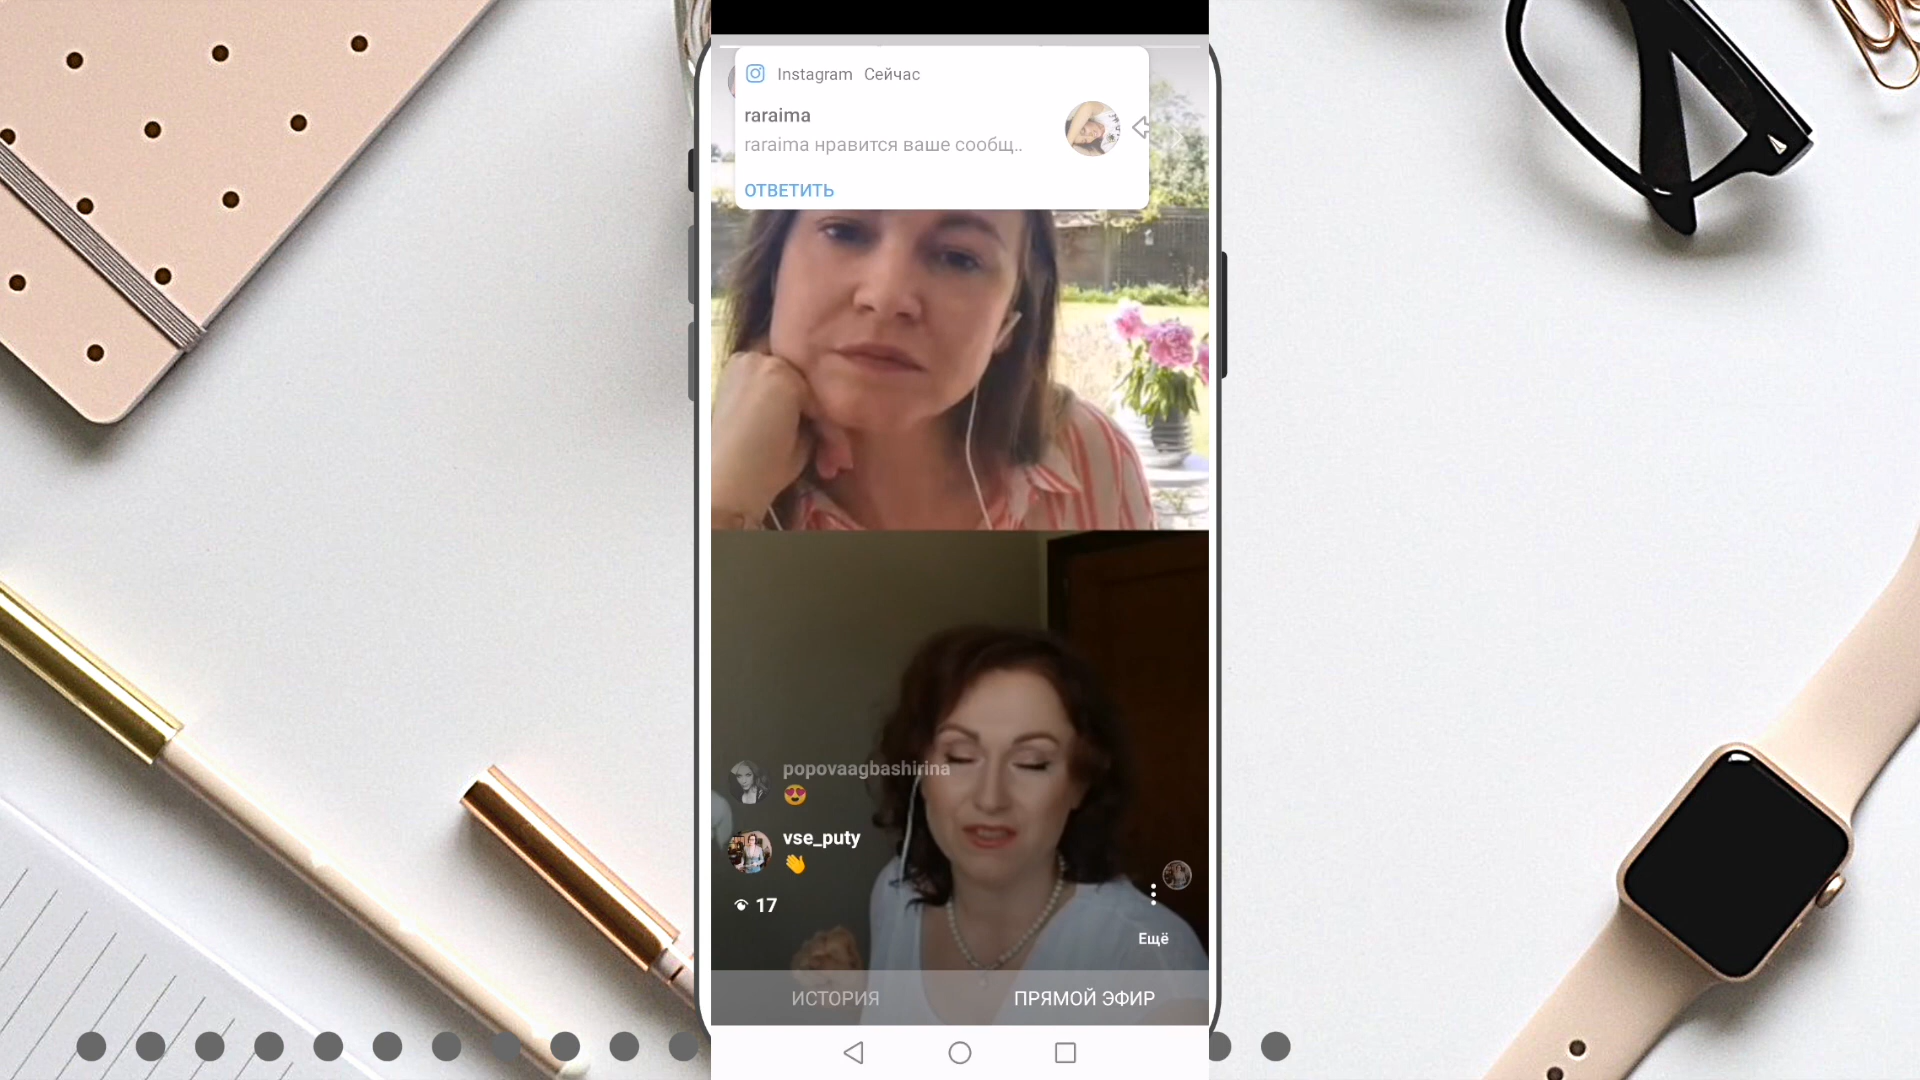 Instagram Сейчас
raraima
raraima нравится ваше сообщ..
ОТВЕТИТЬ
popovaagbashirina
😍
vse_puty
👋
17
Ещё
ИСТОРИЯ
ПРЯМОЙ ЭФИР